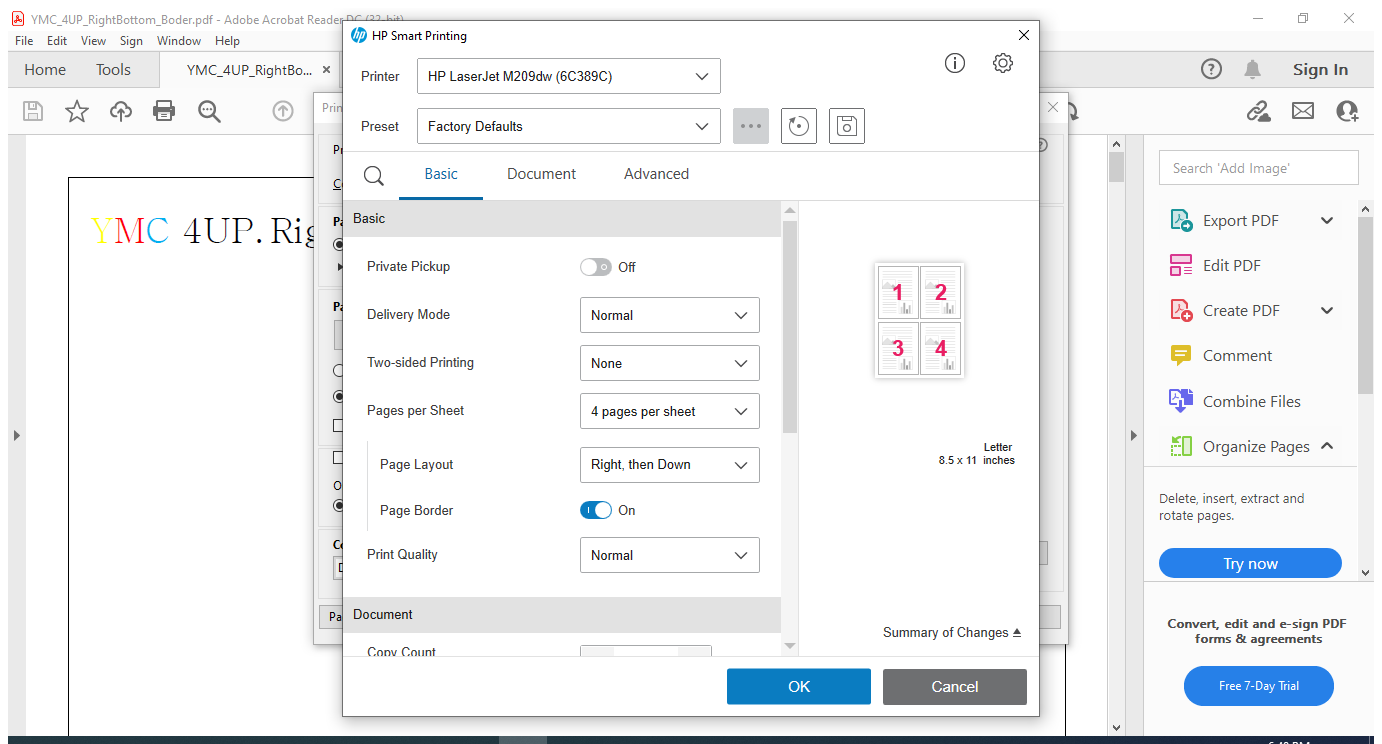 YMC_4UP_RightBottom_Boder.pdf - Adobe Acrobat Reader DC (32-bit)
File Edit View Sign Window Help
Home Tools YMC_4UP_RightBo... × Sign In
YMC 4UP.Rig
HP Smart Printing
Printer HP LaserJet M209dw (6C389C)
Preset Factory Defaults
Basic Document Advanced
Basic
Private Pickup Off
Delivery Mode Normal
Two-sided Printing None
Pages per Sheet 4 pages per sheet
Page Layout Right, then Down
Page Border On
Print Quality Normal
Document
Copy Count
1 2
3 4
Letter
8.5 x 11 inches
Summary of Changes
OK Cancel
Search 'Add Image'
Export PDF
Edit PDF
Create PDF
Comment
Combine Files
Organize Pages
Delete, insert, extract and
rotate pages.
Try now
Convert, edit and e-sign PDF
forms & agreements
Free 7-Day Trial